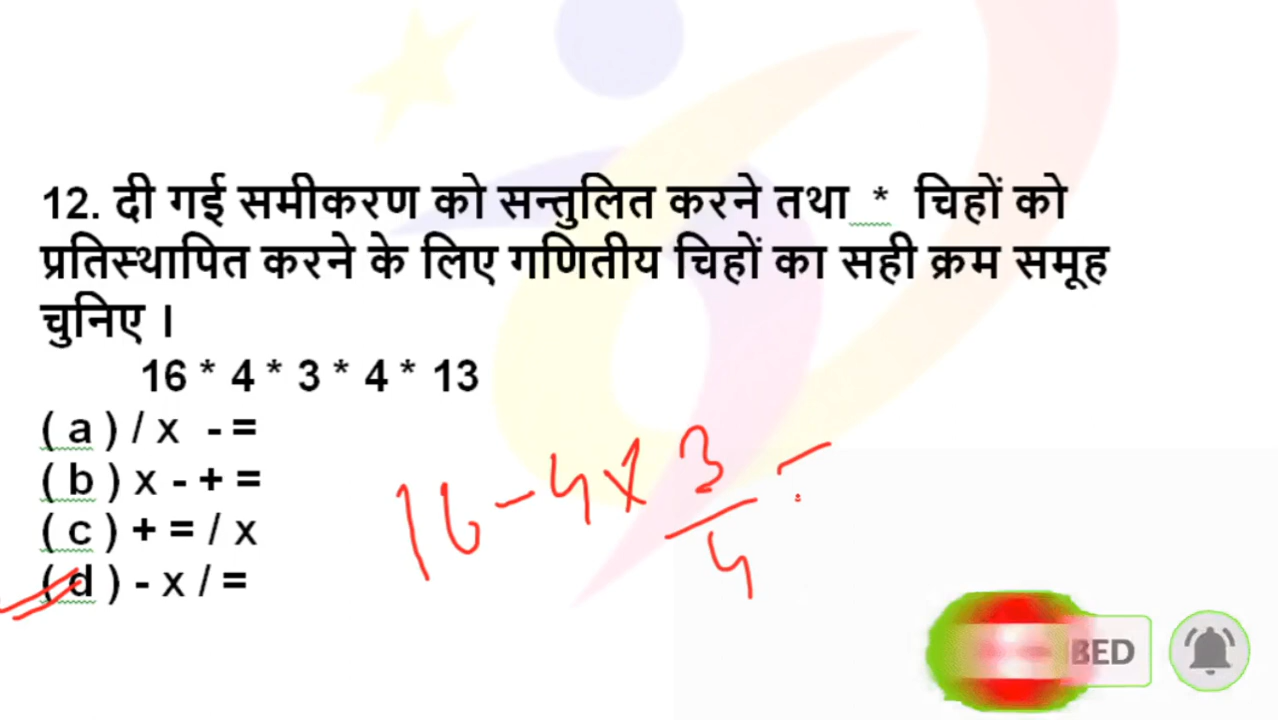 12. दी गई समीकरण को सन्तुलित करने तथा * चिहों को
प्रतिस्थापित करने के लिए गणितीय चिहों का सही क्रम समूह
चुनिए ।
16 * 4 * 3 * 4 * 13
( a ) / x - =
( b ) x - + =
( c ) + = / x
( d ) - x / =
16 - 4 x 3
4
BED